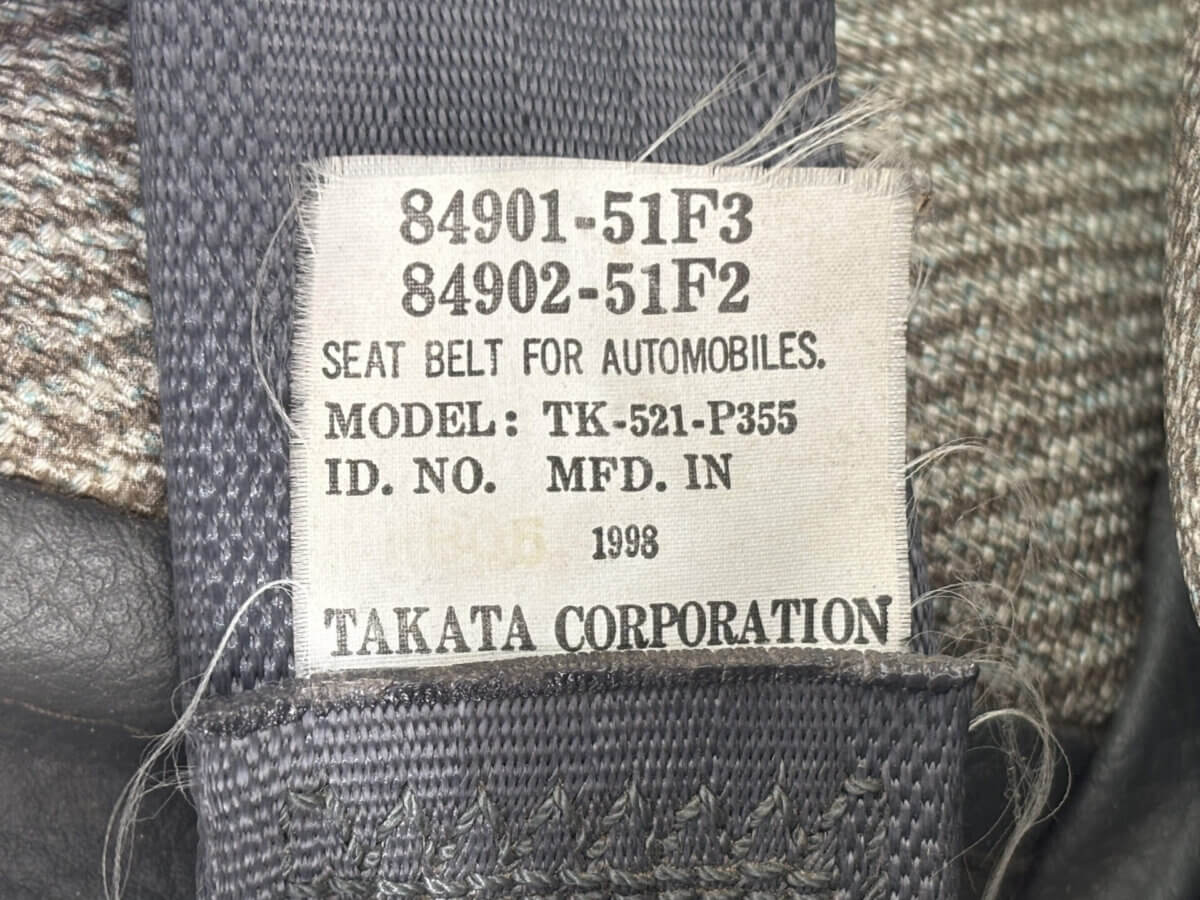 84901-51F3
84902-51F2
SEAT BELT FOR AUTOMOBILES.
MODEL: TK-521-P355
ID. NO. MFD. IN
1998
TAKATA CORPORATION